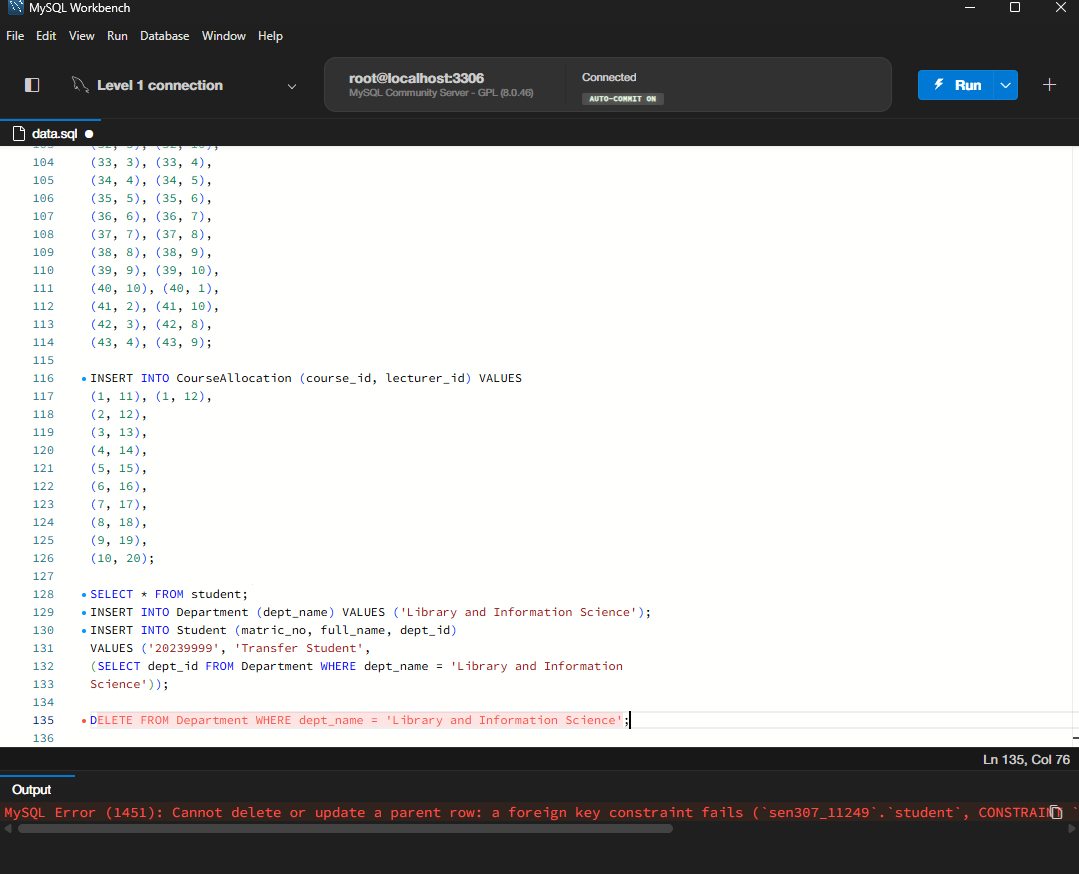 MySQL Workbench
File Edit View Run Database Window Help
Level 1 connection
root@localhost:3306
MySQL Community Server - GPL (8.0.46)
Connected
AUTO-COMMIT ON
Run
data.sql
104 (33, 3), (33, 4),
105 (34, 4), (34, 5),
106 (35, 5), (35, 6),
107 (36, 6), (36, 7),
108 (37, 7), (37, 8),
109 (38, 8), (38, 9),
110 (39, 9), (39, 10),
111 (40, 10), (40, 1),
112 (41, 2), (41, 10),
113 (42, 3), (42, 8),
114 (43, 4), (43, 9);
115
116 INSERT INTO CourseAllocation (course_id, lecturer_id) VALUES
117 (1, 11), (1, 12),
118 (2, 12),
119 (3, 13),
120 (4, 14),
121 (5, 15),
122 (6, 16),
123 (7, 17),
124 (8, 18),
125 (9, 19),
126 (10, 20);
127
128 SELECT * FROM student;
129 INSERT INTO Department (dept_name) VALUES ('Library and Information Science');
130 INSERT INTO Student (matric_no, full_name, dept_id)
131 VALUES ('20239999', 'Transfer Student',
132 (SELECT dept_id FROM Department WHERE dept_name = 'Library and Information
133 Science'));
134
135 DELETE FROM Department WHERE dept_name = 'Library and Information Science';
136
Ln 135, Col 76
Output
MySQL Error (1451): Cannot delete or update a parent row: a foreign key constraint fails (`sen307_11249`.`student`,